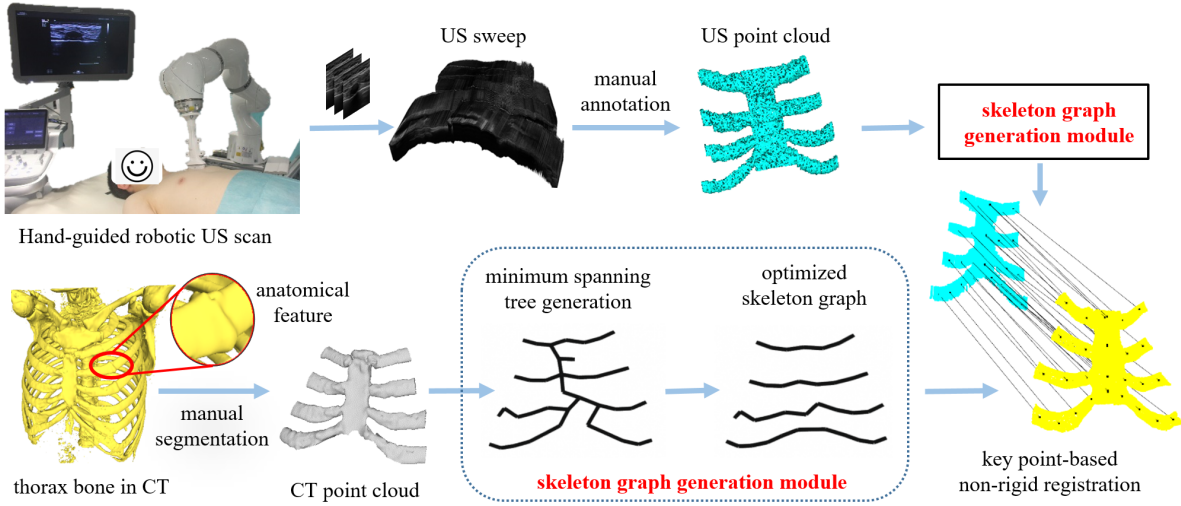 US sweep
manual
annotation
US point cloud
skeleton graph
generation module
Hand-guided robotic US scan
anatomical
feature
manual
segmentation
thorax bone in CT
CT point cloud
minimum spanning
tree generation
optimized
skeleton graph
skeleton graph generation module
key point-based
non-rigid registration